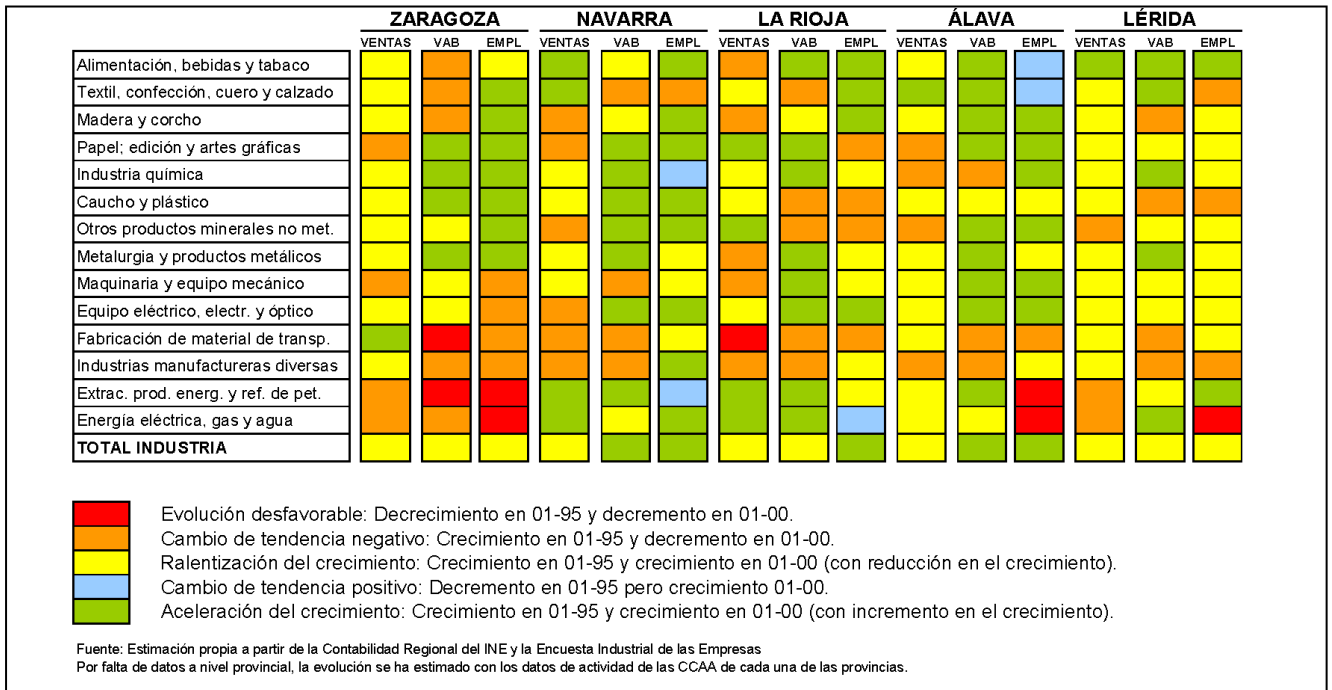 ZARAGOZA NAVARRA LA RIOJA ÁLAVA LÉRIDA
VENTAS VAB EMPL VENTAS VAB EMPL VENTAS VAB EMPL VENTAS VAB EMPL VENTAS VAB EMPL
Alimentación, bebidas y tabaco
Textil, confección, cuero y calzado
Madera y corcho
Papel; edición y artes gráficas
Industria química
Caucho y plástico
Otros productos minerales no met.
Metalurgia y productos metálicos
Maquinaria y equipo mecánico
Equipo eléctrico, electr. y óptico
Fabricación de material de transp.
Industrias manufactureras diversas
Extrac. prod. energ. y ref. de pet.
Energía eléctrica, gas y agua
TOTAL INDUSTRIA
Evolución desfavorable: Decrecimiento en 01-95 y decremento en 01-00.
Cambio de tendencia negativo: Crecimiento en 01-95 y decremento en 01-00.
Ralentización del crecimiento: Crecimiento en 01-95 y crecimiento en 01-00 (con reducción en el crecimiento).
Cambio de tendencia positivo: Decremento en 01-95 pero crecimiento 01-00.
Aceleración del crecimiento: Crecimiento en 01-95 y crecimiento en 01-00 (con incremento en el crecimiento).
Fuente: Estimación propia a partir de la Contabilidad Regional del INE y la Encuesta Industrial de las Empresas
Por falta de datos a nivel provincial, la evolución se ha estimado con los datos de actividad de las CCAA de cada una de las provincias.